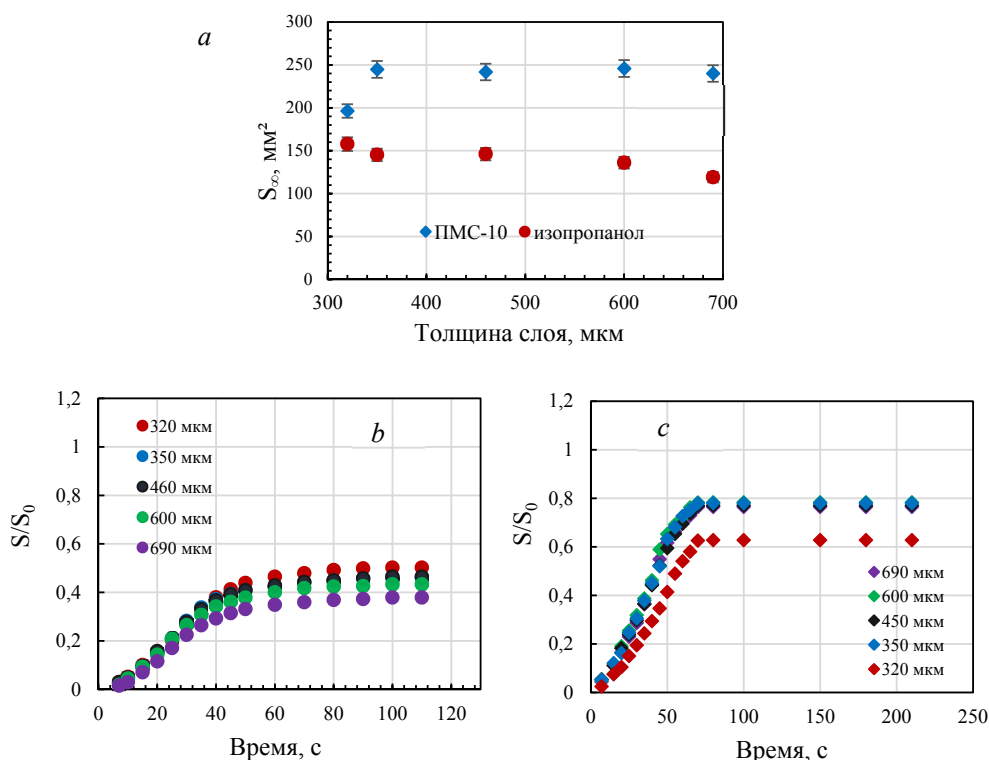 a
300
250
200
150
100
50
0
S∞, мм²
ПМС-10 изопропанол
300 400 500 600 700
Толщина слоя, мкм
b
1,2
1
0,8
0,6
0,4
0,2
0
S/S0
320 мкм
350 мкм
460 мкм
600 мкм
690 мкм
0 20 40 60 80 100 120
Время, с
c
1,2
1
0,8
0,6
0,4
0,2
0
S/S0
690 мкм
600 мкм
450 мкм
350 мкм
320 мкм
0 50 100 150 200 250
Время, с